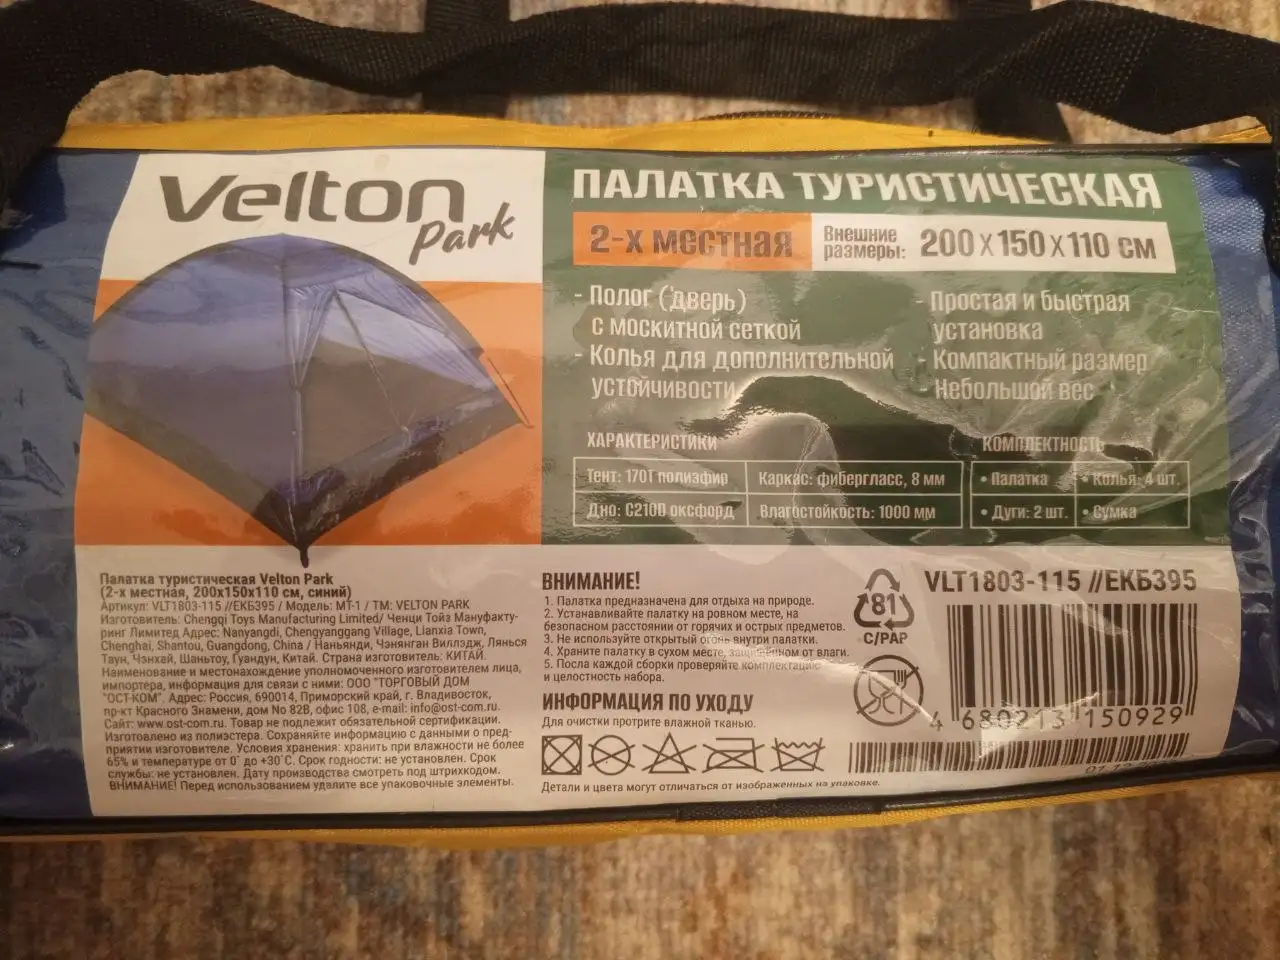 Velton
Park
ПАЛАТКА ТУРИСТИЧЕСКАЯ
2-х местная
Внешние
размеры:
200 x 150 x 110 см
- Полог (дверь)
с москитной сеткой
- Колья для дополнительной
устойчивости
- Простая и быстрая
установка
- Компактный размер
- Небольшой вес
ХАРАКТЕРИСТИКИ
Тент: 170Т полиэфир
Каркас: фибергласс, 8 мм
Дно: С210D оксфорд
Влагостойкость: 1000 мм
КОМПЛЕКТНОСТЬ
• Палатка
• Колья: 4 шт.
• Дуги: 2 шт.
• Сумка
Палатка туристическая Velton Park
(2-х местная, 200х150х110 см, синий)
Артикул: VLT1803-115 //ЕКБ395 / Модель: МТ-1 / ТМ: VELTON PARK
Изготовитель: Chengqi Toys Manufacturing Limited/ Ченци Тойз Мануфакту-
ринг Лимитед Адрес: Nanyangdi, Chengyanggang Village, Lianxia Town,
Chenghai, Shantou, Guangdong, China / Наньянди, Чэнянган Виллэдж, Лянься
Таун, Чэнхай, Шаньтоу, Гуандун, Китай. Страна изготовитель: КИТАЙ.
Наименование и местонахождение уполномоченного изготовителем лица,
импортера, информация для связи с ними: ООО "ТОРГОВЫЙ ДОМ
"ОСТ-КОМ". Адрес: Россия, 690014, Приморский край, г. Владивосток,
пр-кт Красного Знамени, дом No 82В, офис 108, e-mail: info@ost-com.ru.
Сайт: www.ost-com.ru. Товар не подлежит обязательной сертификации.
Изготовлено из полиэстера. Сохраняйте информацию с данными о пред-
приятии изготовителе. Условия хранения: хранить при влажности не более
65% и температуре от 0° до +30°С. Срок годности: не установлен. Срок
службы: не установлен. Дату производства смотреть под штрихкодом.
ВНИМАНИЕ! Перед использованием удалите все упаковочные элементы.
ВНИМАНИЕ!
1. Палатка предназначена для отдыха на природе.
2. Устанавливайте палатку на ровном месте, на
безопасном расстоянии от горячих и острых предметов.
3. Не используйте открытый огонь внутри палатки.
4. Храните палатку в сухом месте, защищённом от влаги.
5. После каждой сборки проверяйте комплектацию
и целостность набора.
ИНФОРМАЦИЯ ПО УХОДУ
Для очистки протрите влажной тканью.
Детали и цвета могут отличаться от изображенных на упаковке.
81
C/PAP
VLT1803-115 //ЕКБ395
4 680213 150929